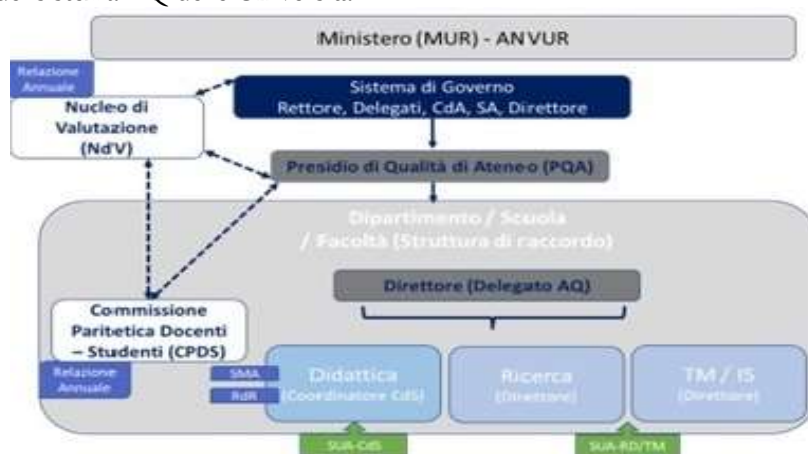 Ministero (MUR) - ANVUR
Relazione
Annuale
Sistema di Governo
Rettore, Delegati, CdA, SA, Direttore
Nucleo di
Valutazione
(NdV)
Presidio di Qualità di Ateneo (PQA)
Dipartimento / Scuola
/ Facoltà (Struttura di raccordo)
Direttore (Delegato AQ)
Commissione
Paritetica Docenti
– Studenti (CPDS)
Relazione
Annuale
SMA
RdR
Didattica
(Coordinatore CdS)
Ricerca
(Direttore)
TM / IS
(Direttore)
SUA-CdS
SUA-RD/TM